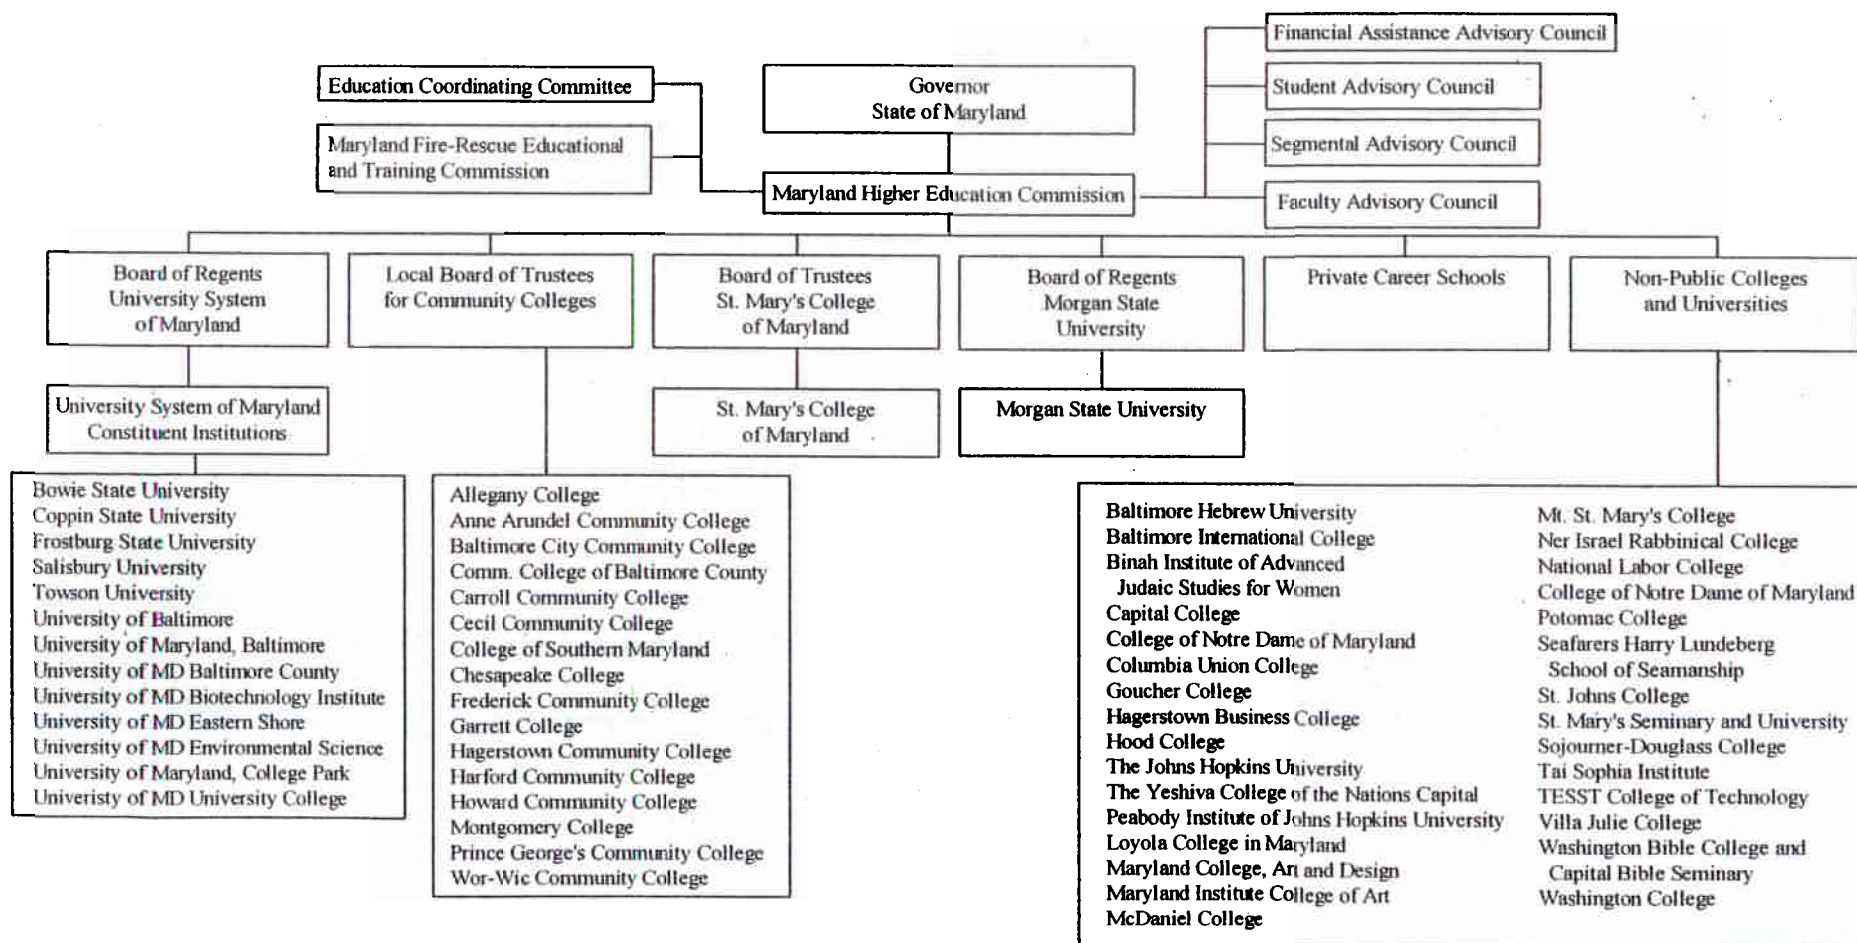 Financial Assistance Advisory Council
Education Coordinating Committee
Governor
State of Maryland
Student Advisory Council
Maryland Fire-Rescue Educational
and Training Commission
Segmental Advisory Council
Maryland Higher Education Commission
Faculty Advisory Council
Board of Regents
University System
of Maryland
Local Board of Trustees
for Community Colleges
Board of Trustees
St. Mary's College
of Maryland
Board of Regents
Morgan State
University
Private Career Schools
Non-Public Colleges
and Universities
University System of Maryland
Constituent Institutions
St. Mary's College
of Maryland
Morgan State University
Bowie State University
Coppin State University
Frostburg State University
Salisbury University
Towson University
University of Baltimore
University of Maryland, Baltimore
University of MD Baltimore County
University of MD Biotechnology Institute
University of MD Eastern Shore
University of MD Environmental Science
University of Maryland, College Park
Univeristy of MD University College
Allegany College
Anne Arundel Community College
Baltimore City Community College
Comm. College of Baltimore County
Carroll Community College
Cecil Community College
College of Southern Maryland
Chesapeake College
Frederick Community College
Garrett College
Hagerstown Community College
Harford Community College
Howard Community College
Montgomery College
Prince George's Community College
Wor-Wic Community College
Baltimore Hebrew University
Baltimore International College
Binah Institute of Advanced
Judaic Studies for Women
Capital College
College of Notre Dame of Maryland
Columbia Union College
Goucher College
Hagerstown Business College
Hood College
The Johns Hopkins University
The Yeshiva College of the Nations Capital
Peabody Institute of Johns Hopkins University
Loyola College in Maryland
Maryland College, Art and Design
Maryland Institute College of Art
McDaniel College
Mt. St. Mary's College
Ner Israel Rabbinical College
National Labor College
College of Notre Dame of Maryland
Potomac College
Seafarers Harry Lundeberg
School of Seamanship
St. Johns College
St. Mary's Seminary and University
Sojourner-Douglass College
Tai Sophia Institute
TESST College of Technology
Villa Julie College
Washington Bible College and
Capital Bible Seminary
Washington College